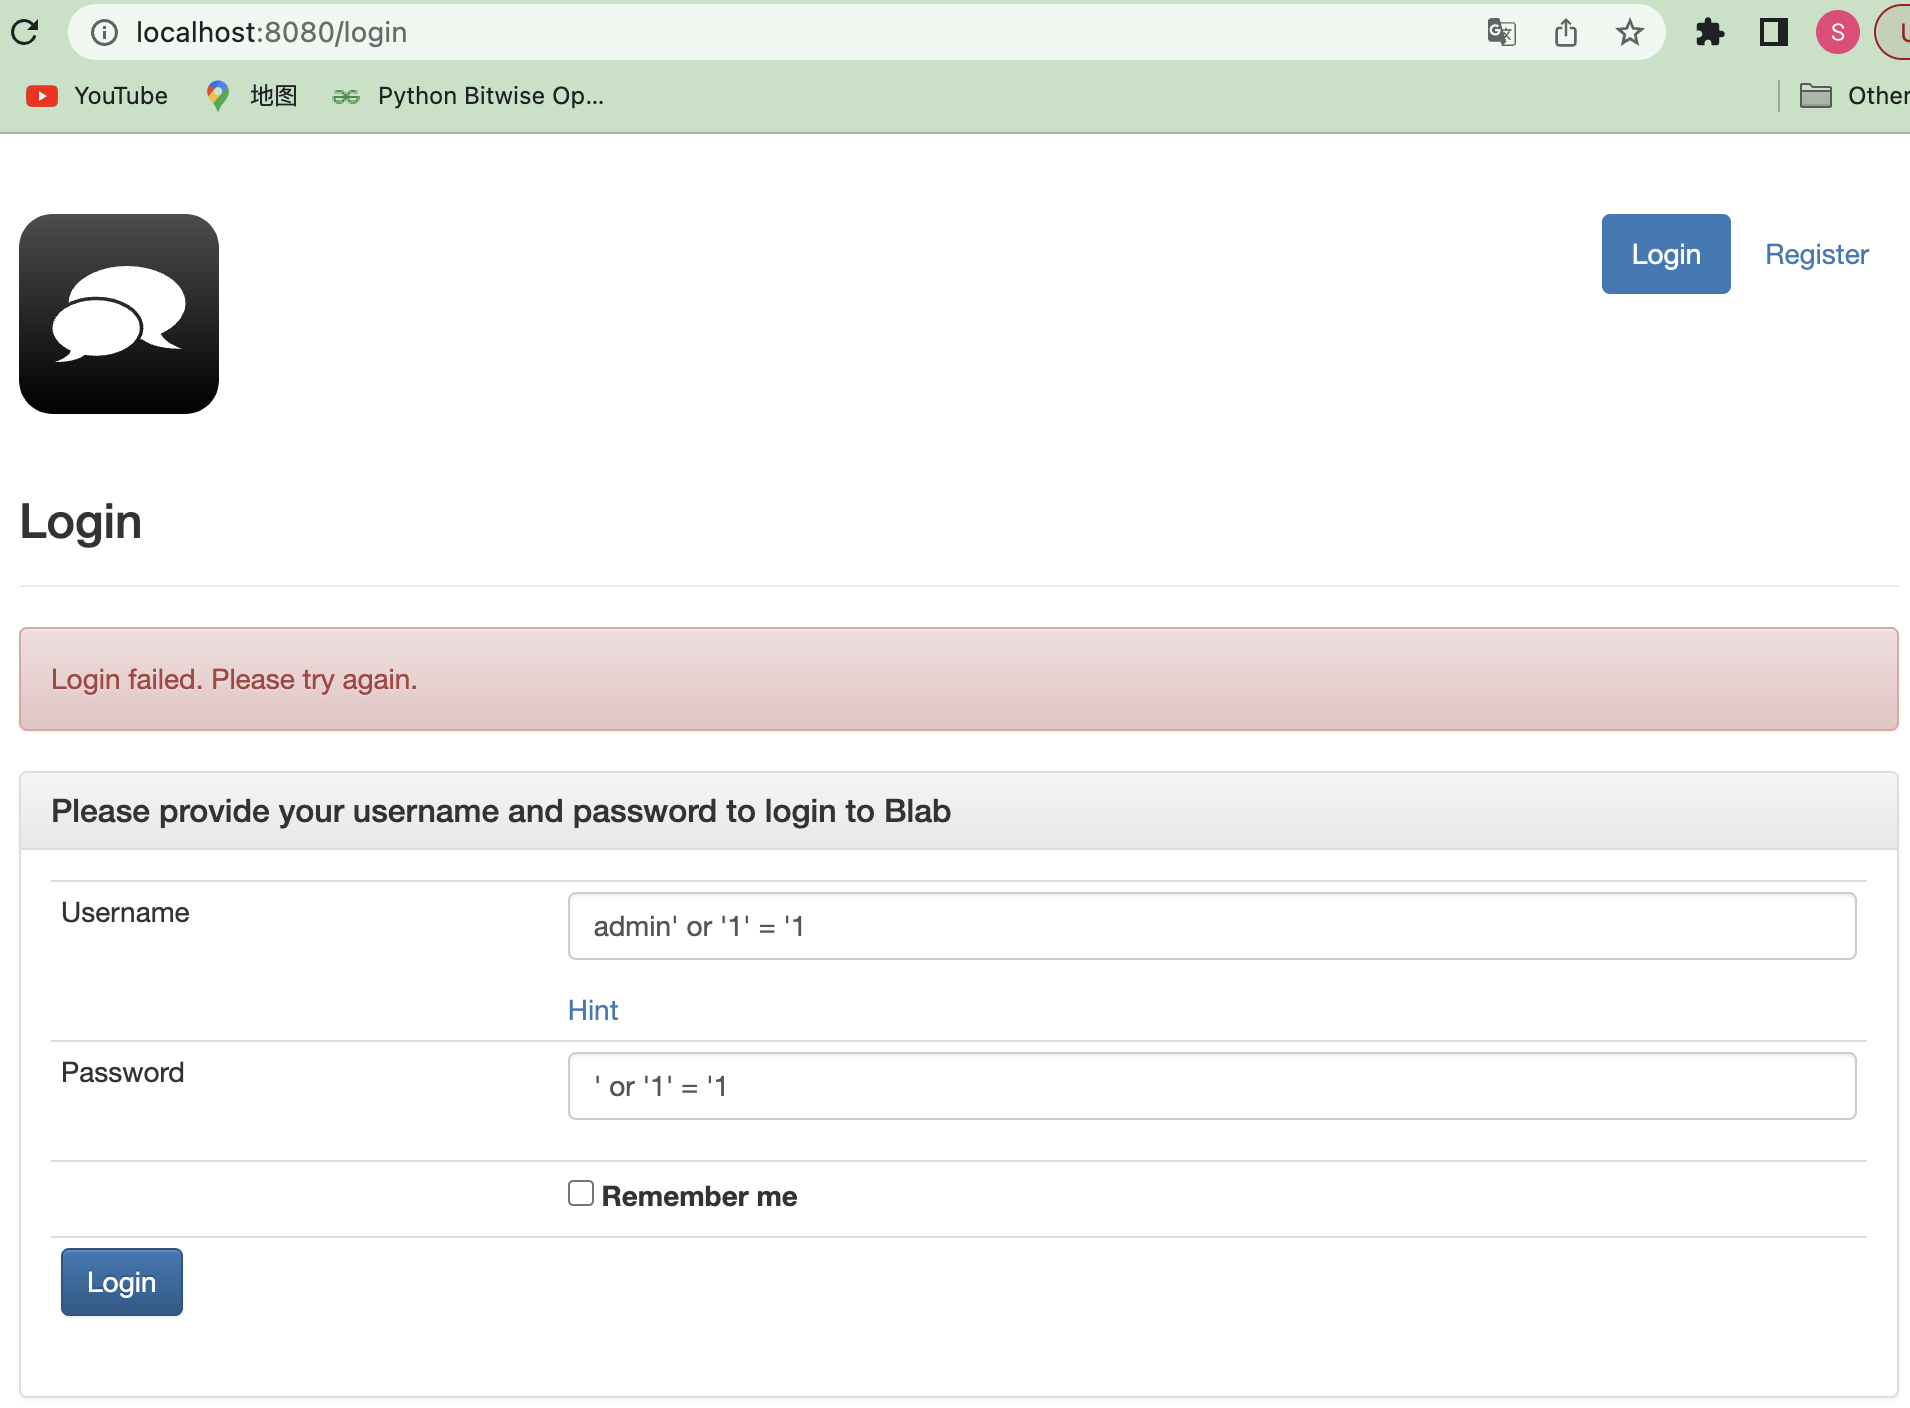 localhost:8080/login
S
YouTube
地图
Python Bitwise Op...
Other
Login
Register
Login
Login failed. Please try again.
Please provide your username and password to login to Blab
Username
admin' or '1' = '1
Hint
Password
' or '1' = '1
Remember me
Login